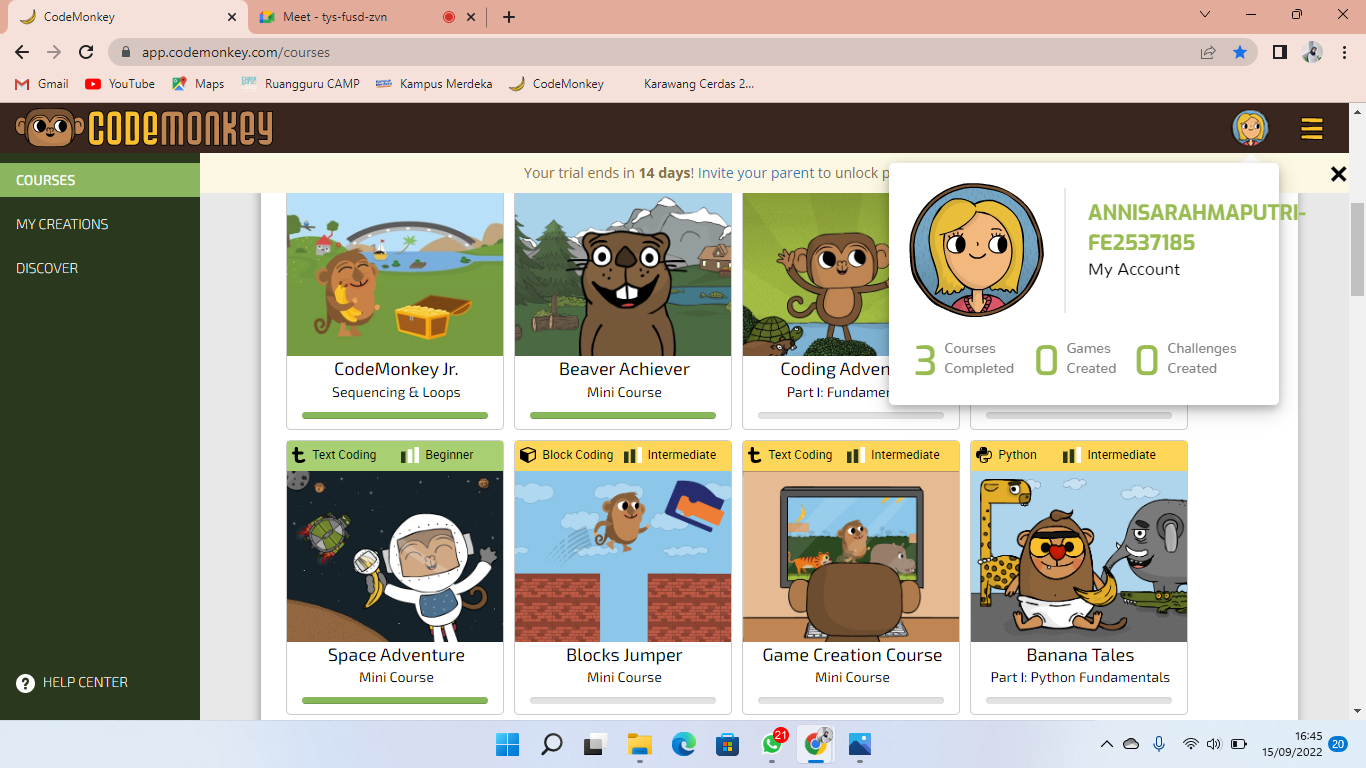 CodeMonkey
Meet - tys-fusd-zvn
app.codemonkey.com/courses
Gmail
YouTube
Maps
Ruangguru CAMP
Kampus Merdeka
CodeMonkey
Karawang Cerdas 2...
CODEMONKEY
COURSES
MY CREATIONS
DISCOVER
HELP CENTER
Your trial ends in 14 days! Invite your parent to unlock p
ANNISARAHMAPUTRI-
FE2537185
My Account
3 Courses Completed
0 Games Created
0 Challenges Created
CodeMonkey Jr.
Sequencing & Loops
Beaver Achiever
Mini Course
Coding Adven
Part I: Fundame
t Text Coding Beginner
Space Adventure
Mini Course
Block Coding Intermediate
Blocks Jumper
Mini Course
t Text Coding Intermediate
Game Creation Course
Mini Course
Python Intermediate
Banana Tales
Part I: Python Fundamentals
21
16:45
15/09/2022
20